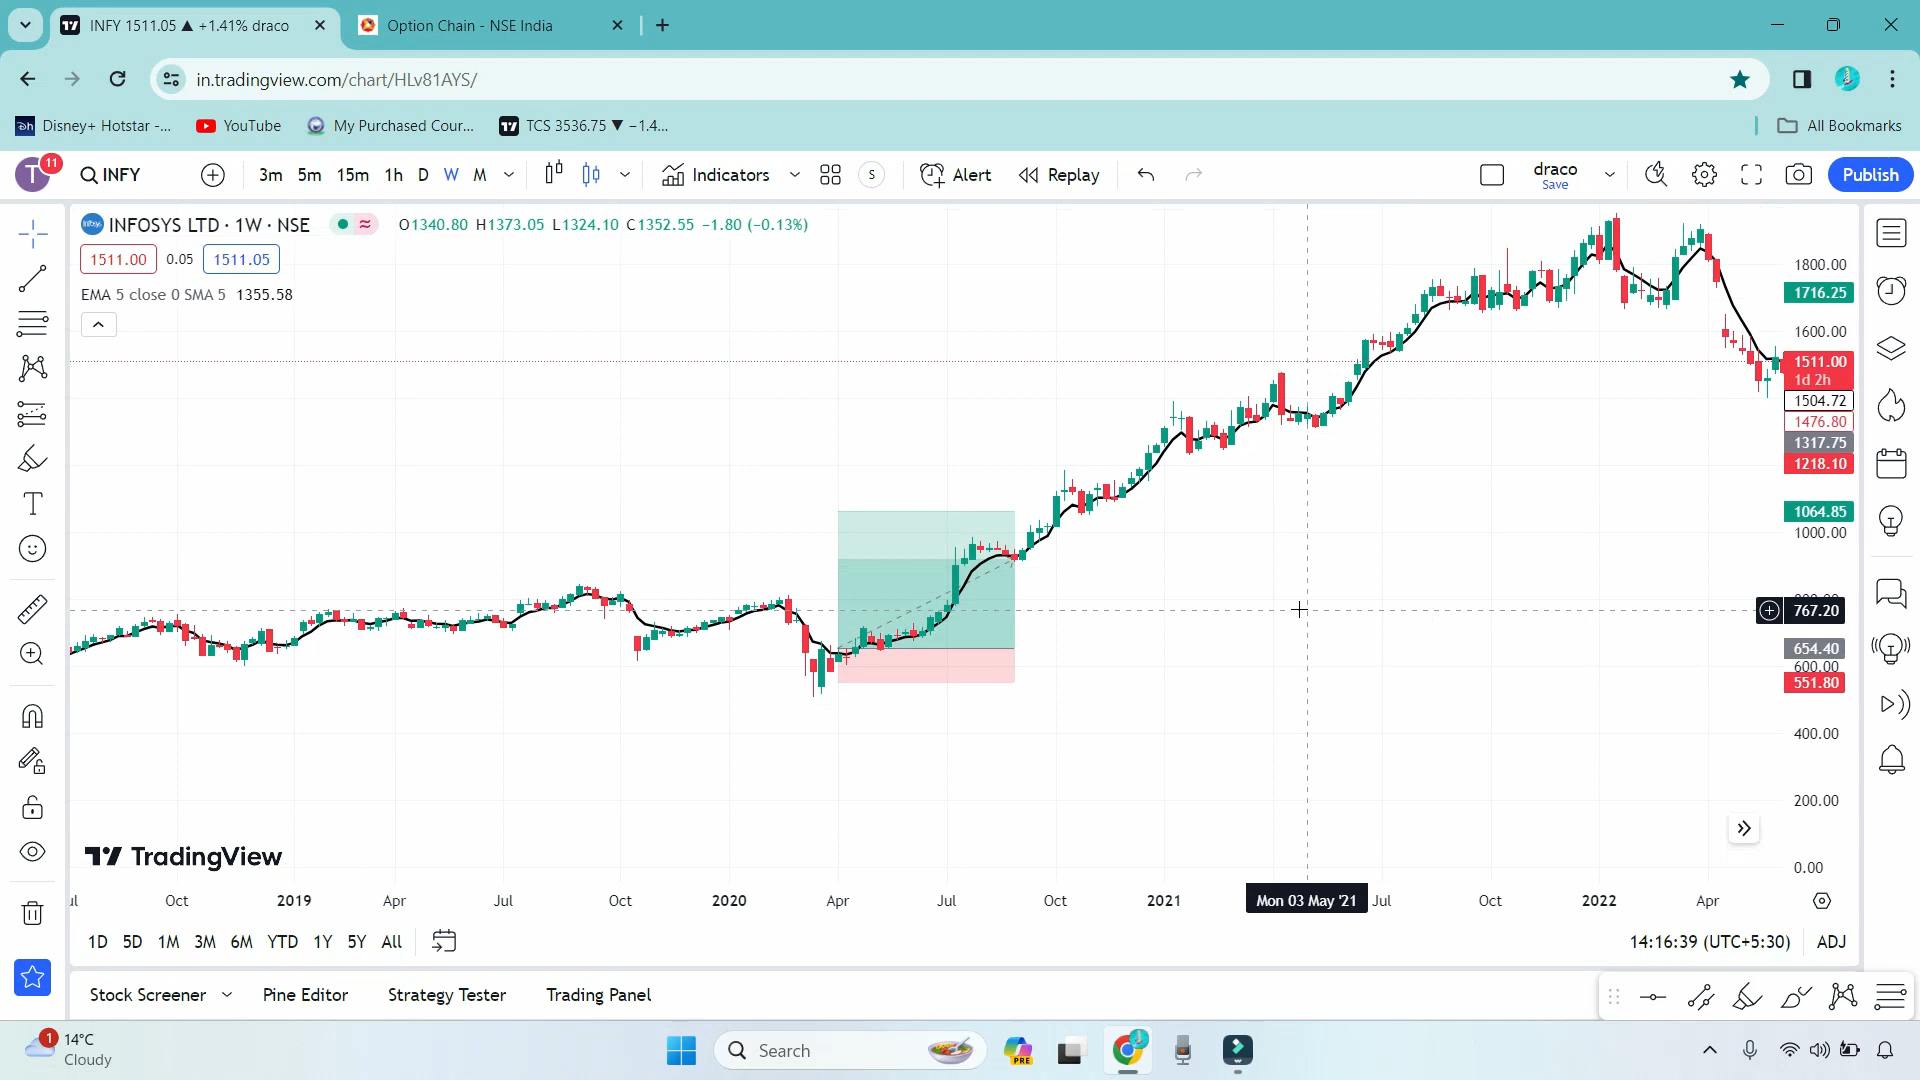 INFY 1511.05 ▲ +1.41% draco
Option Chain - NSE India
in.tradingview.com/chart/HLv81AYS/
Disney+ Hotstar -...
YouTube
My Purchased Cour...
TCS 3536.75 ▼ −1.4...
All Bookmarks
T 11
INFY
3m 5m 15m 1h D W M
Indicators
S
Alert
Replay
draco
Save
Publish
INFOSYS LTD · 1W · NSE
O1340.80 H1373.05 L1324.10 C1352.55 −1.80 (−0.13%)
1511.00 0.05 1511.05
EMA 5 close 0 SMA 5 1355.58
1800.00
1716.25
1600.00
1511.00
1d 2h
1504.72
1476.80
1317.75
1218.10
1064.85
1000.00
767.20
654.40
600.00
551.80
400.00
200.00
0.00
TradingView
Oct 2019 Apr Jul Oct 2020 Apr Jul Oct 2021 Mon 03 May '21 Jul Oct 2022 Apr
1D 5D 1M 3M 6M YTD 1Y 5Y All
14:16:39 (UTC+5:30) ADJ
Stock Screener Pine Editor Strategy Tester Trading Panel
1 14°C
Cloudy
Search
PRE